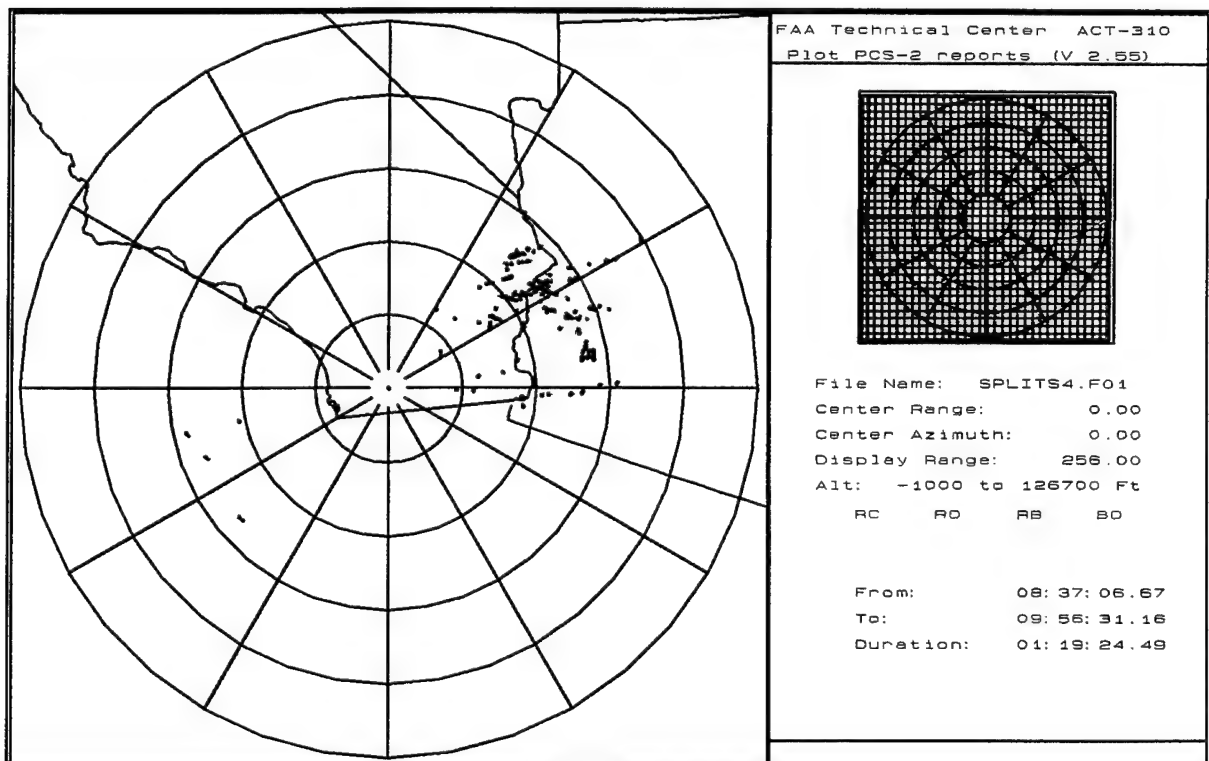 FAA Technical Center ACT-310
Plot PCS-2 reports (V 2.55)
File Name: SPLITS4.F01
Center Range: 0.00
Center Azimuth: 0.00
Display Range: 256.00
Alt: -1000 to 126700 Ft
RC RO RB BO
From: 08:37:06.67
To: 09:56:31.16
Duration: 01:19:24.49